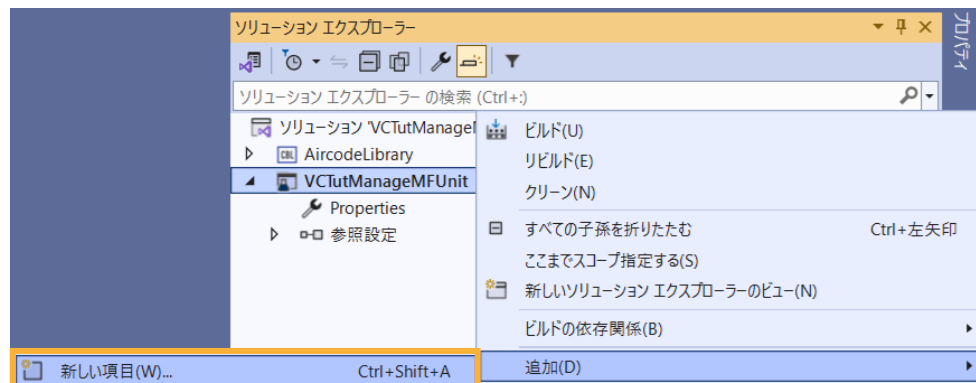 ソリューション エクスプローラー
プロパティ
ソリューション エクスプローラー の検索 (Ctrl+:)
ソリューション 'VCTutManageM
CBL AircodeLibrary
VCTutManageMFUnit
Properties
参照設定
ビルド(U)
リビルド(E)
クリーン(N)
すべての子孫を折りたたむ Ctrl+左矢印
ここまでスコープ指定する(S)
新しいソリューション エクスプローラーのビュー(N)
ビルドの依存関係(B)
追加(D)
新しい項目(W)... Ctrl+Shift+A